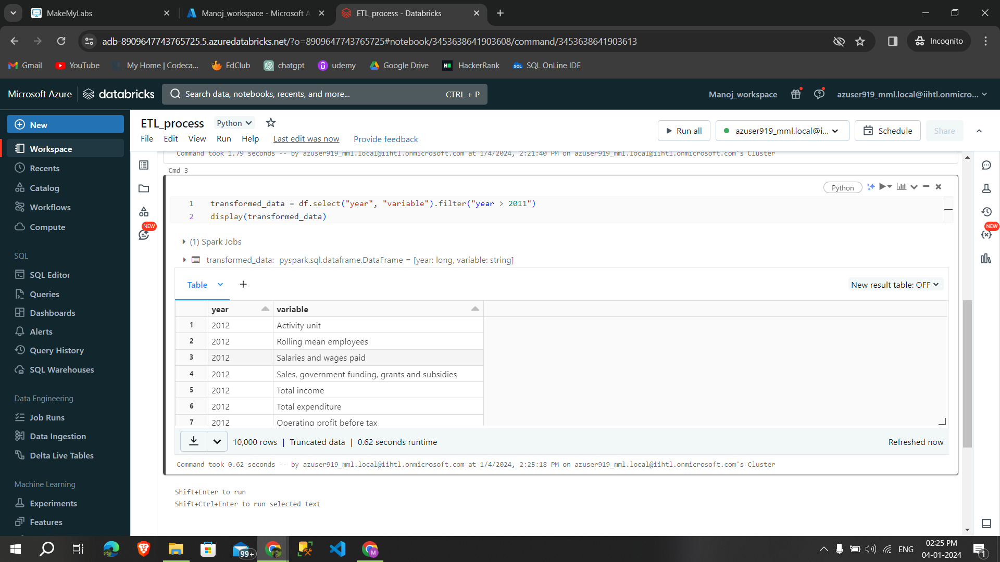 MakeMyLabs
Manoj_workspace - Microsoft A
ETL_process - Databricks
adb-8909647743765725.5.azuredatabricks.net/?o=8909647743765725#notebook/3453638641903608/command/3453638641903613
Incognito
Gmail
YouTube
My Home | Codeca...
EdClub
chatgpt
udemy
Google Drive
HackerRank
SQL OnLine IDE
Microsoft Azure
databricks
Search data, notebooks, recents, and more...
CTRL + P
Manoj_workspace
azuser919_mml.local@iihtl.onmicro...
New
Workspace
Recents
Catalog
Workflows
Compute
SQL
SQL Editor
Queries
Dashboards
Alerts
Query History
SQL Warehouses
Data Engineering
Job Runs
Data Ingestion
Delta Live Tables
Machine Learning
Experiments
Features
ETL_process
Python
File Edit View Run Help
Last edit was now
Provide feedback
Run all
azuser919_mml.local@i...
Schedule
Share
NEW
NEW
Command took 1.79 seconds -- by azuser919_mml.local@iihtl.onmicrosoft.com at 1/4/2024, 2:21:40 PM on azuser919_mml.local@iihtl.onmicrosoft.com's Cluster
Cmd 3
Python
1 transformed_data = df.select("year", "variable").filter("year > 2011")
2 display(transformed_data)
(1) Spark Jobs
transformed_data: pyspark.sql.dataframe.DataFrame = [year: long, variable: string]
Table
New result table: OFF
year variable
1 2012 Activity unit
2 2012 Rolling mean employees
3 2012 Salaries and wages paid
4 2012 Sales, government funding, grants and subsidies
5 2012 Total income
6 2012 Total expenditure
7 2012 Operating profit before tax
10,000 rows | Truncated data | 0.62 seconds runtime
Refreshed now
Command took 0.62 seconds -- by azuser919_mml.local@iihtl.onmicrosoft.com at 1/4/2024, 2:25:18 PM on azuser919_mml.local@iihtl.onmicrosoft.com's Cluster
Shift+Enter to run
Shift+Ctrl+Enter to run selected text
99+
M
ENG
02:25 PM
04-01-2024
1